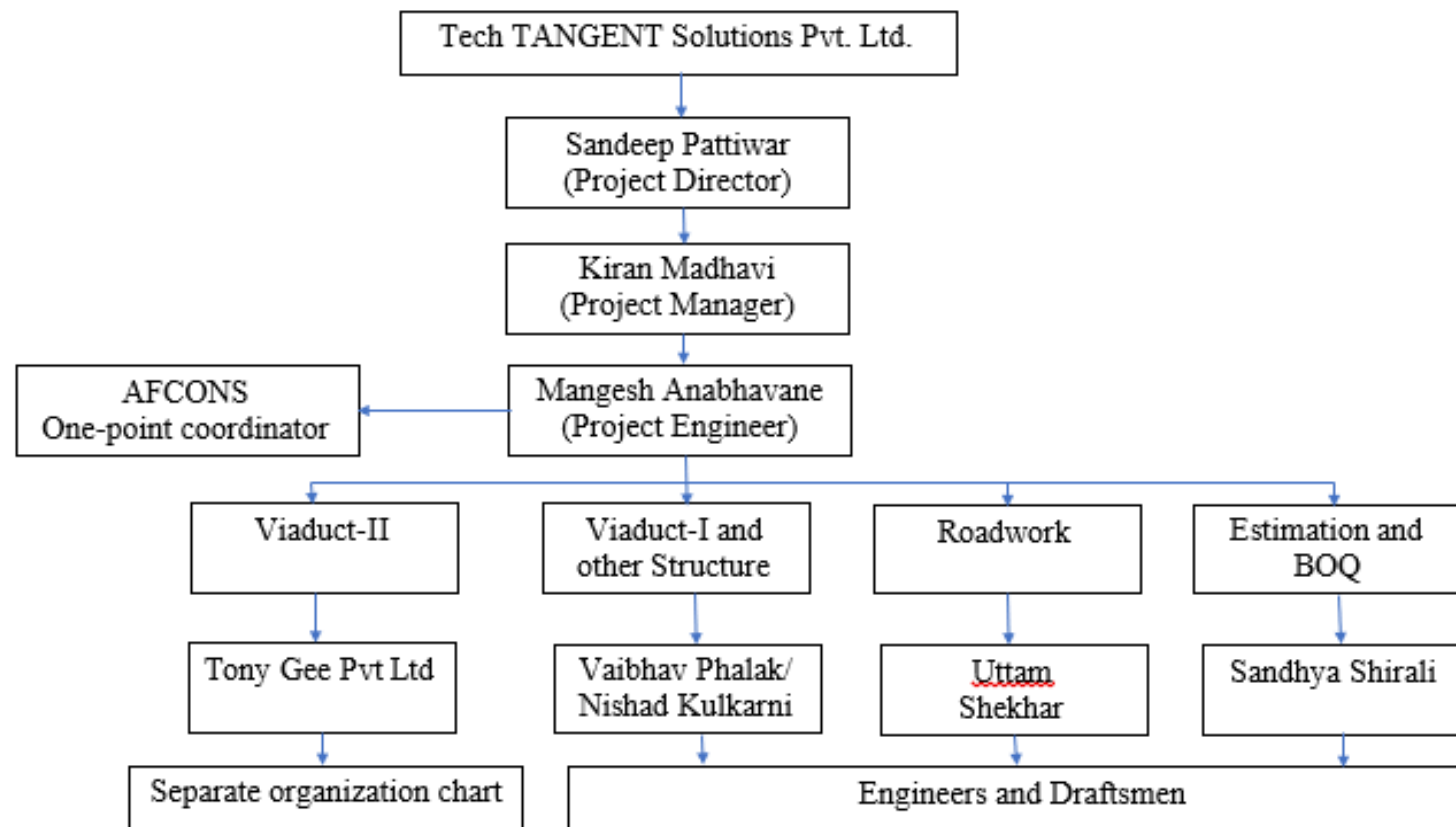 Tech TANGENT Solutions Pvt. Ltd.
Sandeep Pattiwar
(Project Director)
Kiran Madhavi
(Project Manager)
AFCONS
One-point coordinator
Mangesh Anabhavane
(Project Engineer)
Viaduct-II
Viaduct-I and
other Structure
Roadwork
Estimation and
BOQ
Tony Gee Pvt Ltd
Vaibhav Phalak/
Nishad Kulkarni
Uttam
Shekhar
Sandhya Shirali
Separate organization chart
Engineers and Draftsmen